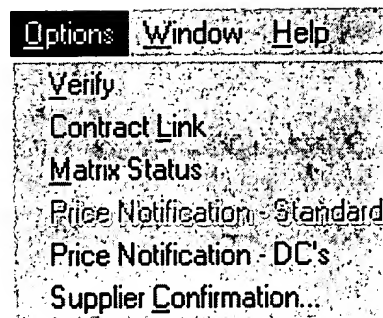 Options Window Help
Verify
Contract Link
Matrix Status
Price Notification - Standard
Price Notification - DC's
Supplier Confirmation...